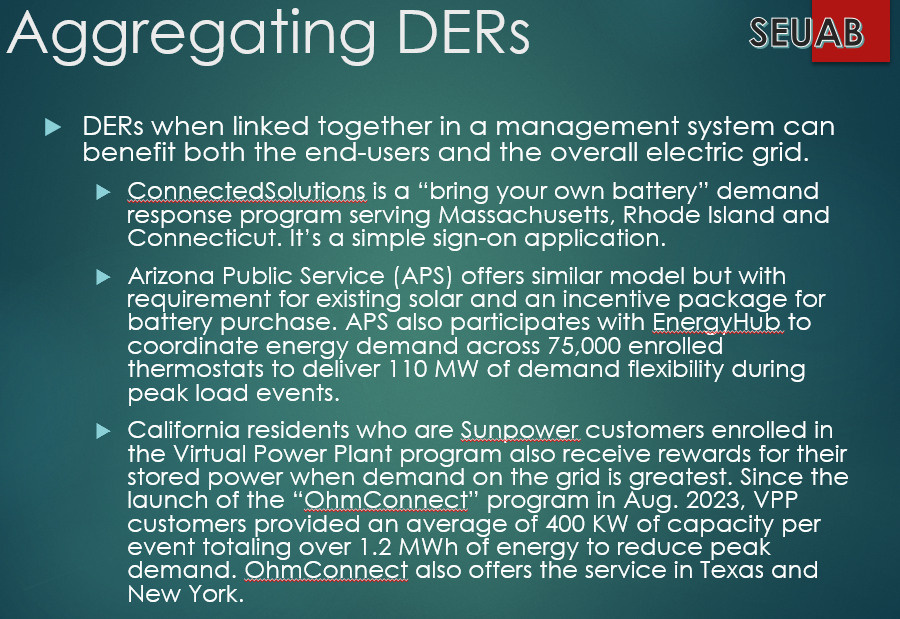 Aggregating DERs
SEUAB
DERs when linked together in a management system can
benefit both the end-users and the overall electric grid.
ConnectedSolutions is a “bring your own battery” demand
response program serving Massachusetts, Rhode Island and
Connecticut. It’s a simple sign-on application.
Arizona Public Service (APS) offers similar model but with
requirement for existing solar and an incentive package for
battery purchase. APS also participates with EnergyHub to
coordinate energy demand across 75,000 enrolled
thermostats to deliver 110 MW of demand flexibility during
peak load events.
California residents who are Sunpower customers enrolled in
the Virtual Power Plant program also receive rewards for their
stored power when demand on the grid is greatest. Since the
launch of the “OhmConnect” program in Aug. 2023, VPP
customers provided an average of 400 KW of capacity per
event totaling over 1.2 MWh of energy to reduce peak
demand. OhmConnect also offers the service in Texas and
New York.